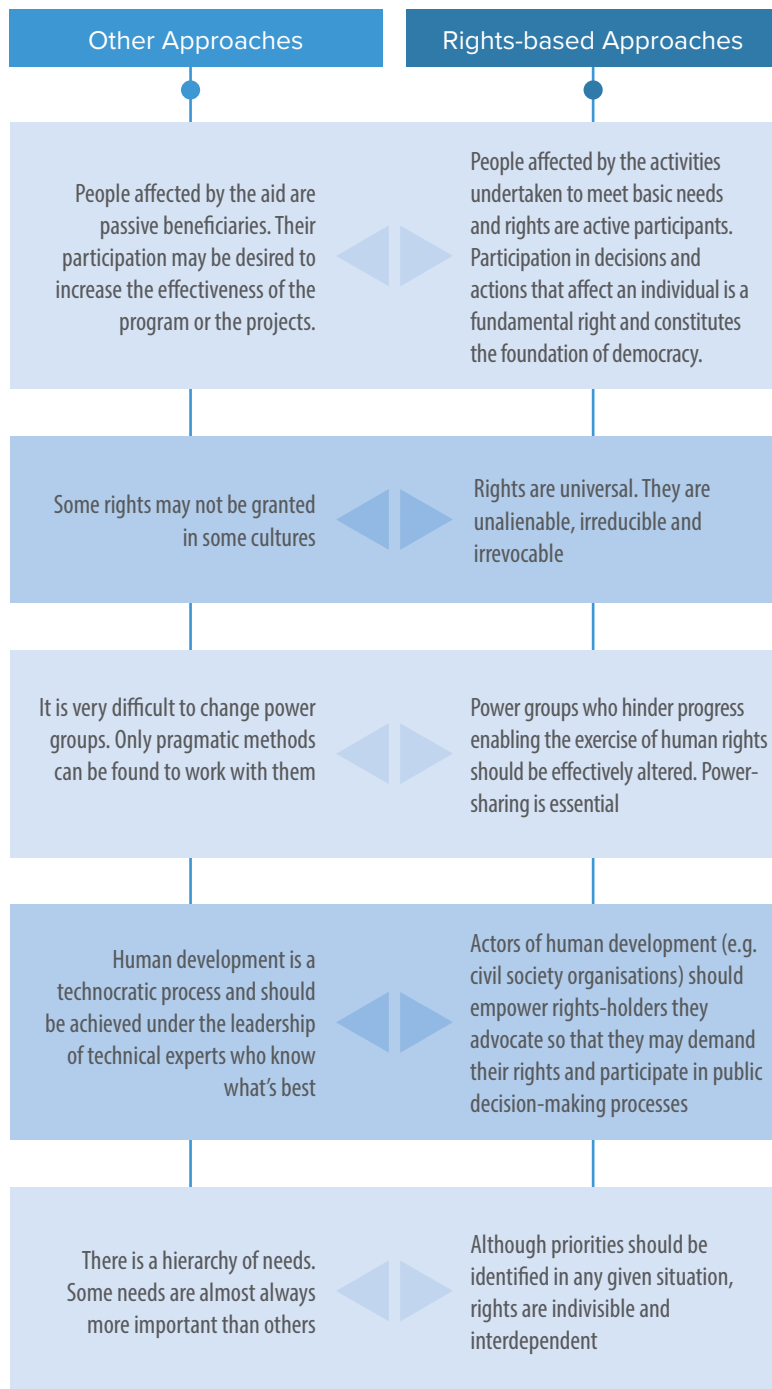 Other Approaches
Rights-based Approaches
People affected by the aid are
passive beneficiaries. Their
participation may be desired to
increase the effectiveness of the
program or the projects.
People affected by the activities
undertaken to meet basic needs
and rights are active participants.
Participation in decisions and
actions that affect an individual is a
fundamental right and constitutes
the foundation of democracy.
Some rights may not be granted
in some cultures
Rights are universal. They are
unalienable, irreducible and
irrevocable
It is very difficult to change power
groups. Only pragmatic methods
can be found to work with them
Power groups who hinder progress
enabling the exercise of human rights
should be effectively altered. Power-
sharing is essential
Human development is a
technocratic process and should
be achieved under the leadership
of technical experts who know
what’s best
Actors of human development (e.g.
civil society organisations) should
empower rights-holders they
advocate so that they may demand
their rights and participate in public
decision-making processes
There is a hierarchy of needs.
Some needs are almost always
more important than others
Although priorities should be
identified in any given situation,
rights are indivisible and
interdependent